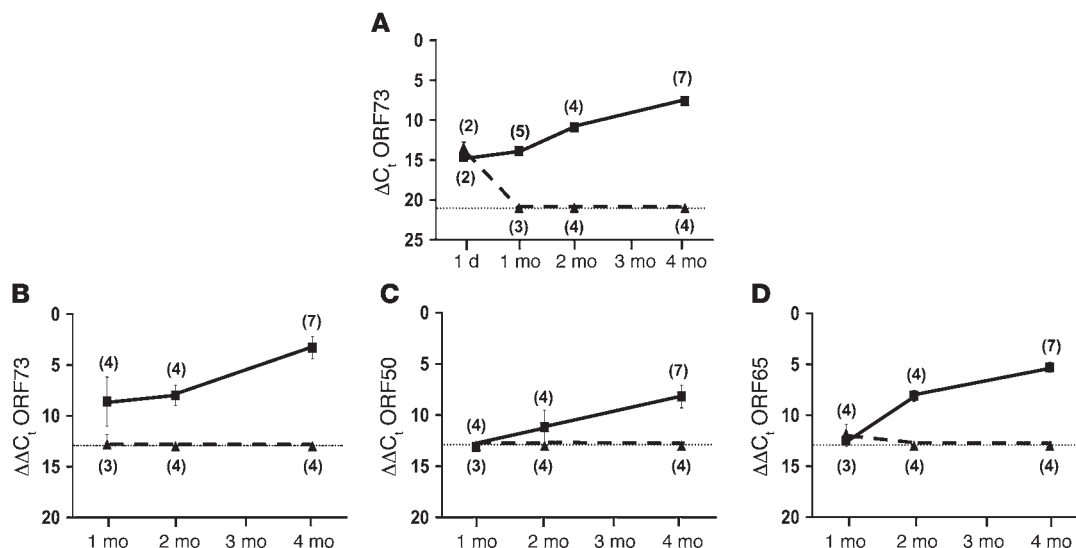 A
0
5
10
15
20
25
ΔCt ORF73
(2)
(2)
(5)
(4)
(7)
(3)
(4)
(4)
1 d
1 mo
2 mo
3 mo
4 mo
B
0
5
10
15
20
ΔΔCt ORF73
(4)
(4)
(7)
(3)
(4)
(4)
1 mo
2 mo
3 mo
4 mo
C
0
5
10
15
20
ΔΔCt ORF50
(4)
(4)
(7)
(3)
(4)
(4)
1 mo
2 mo
3 mo
4 mo
D
0
5
10
15
20
ΔΔCt ORF65
(4)
(4)
(7)
(3)
(4)
(4)
1 mo
2 mo
3 mo
4 mo